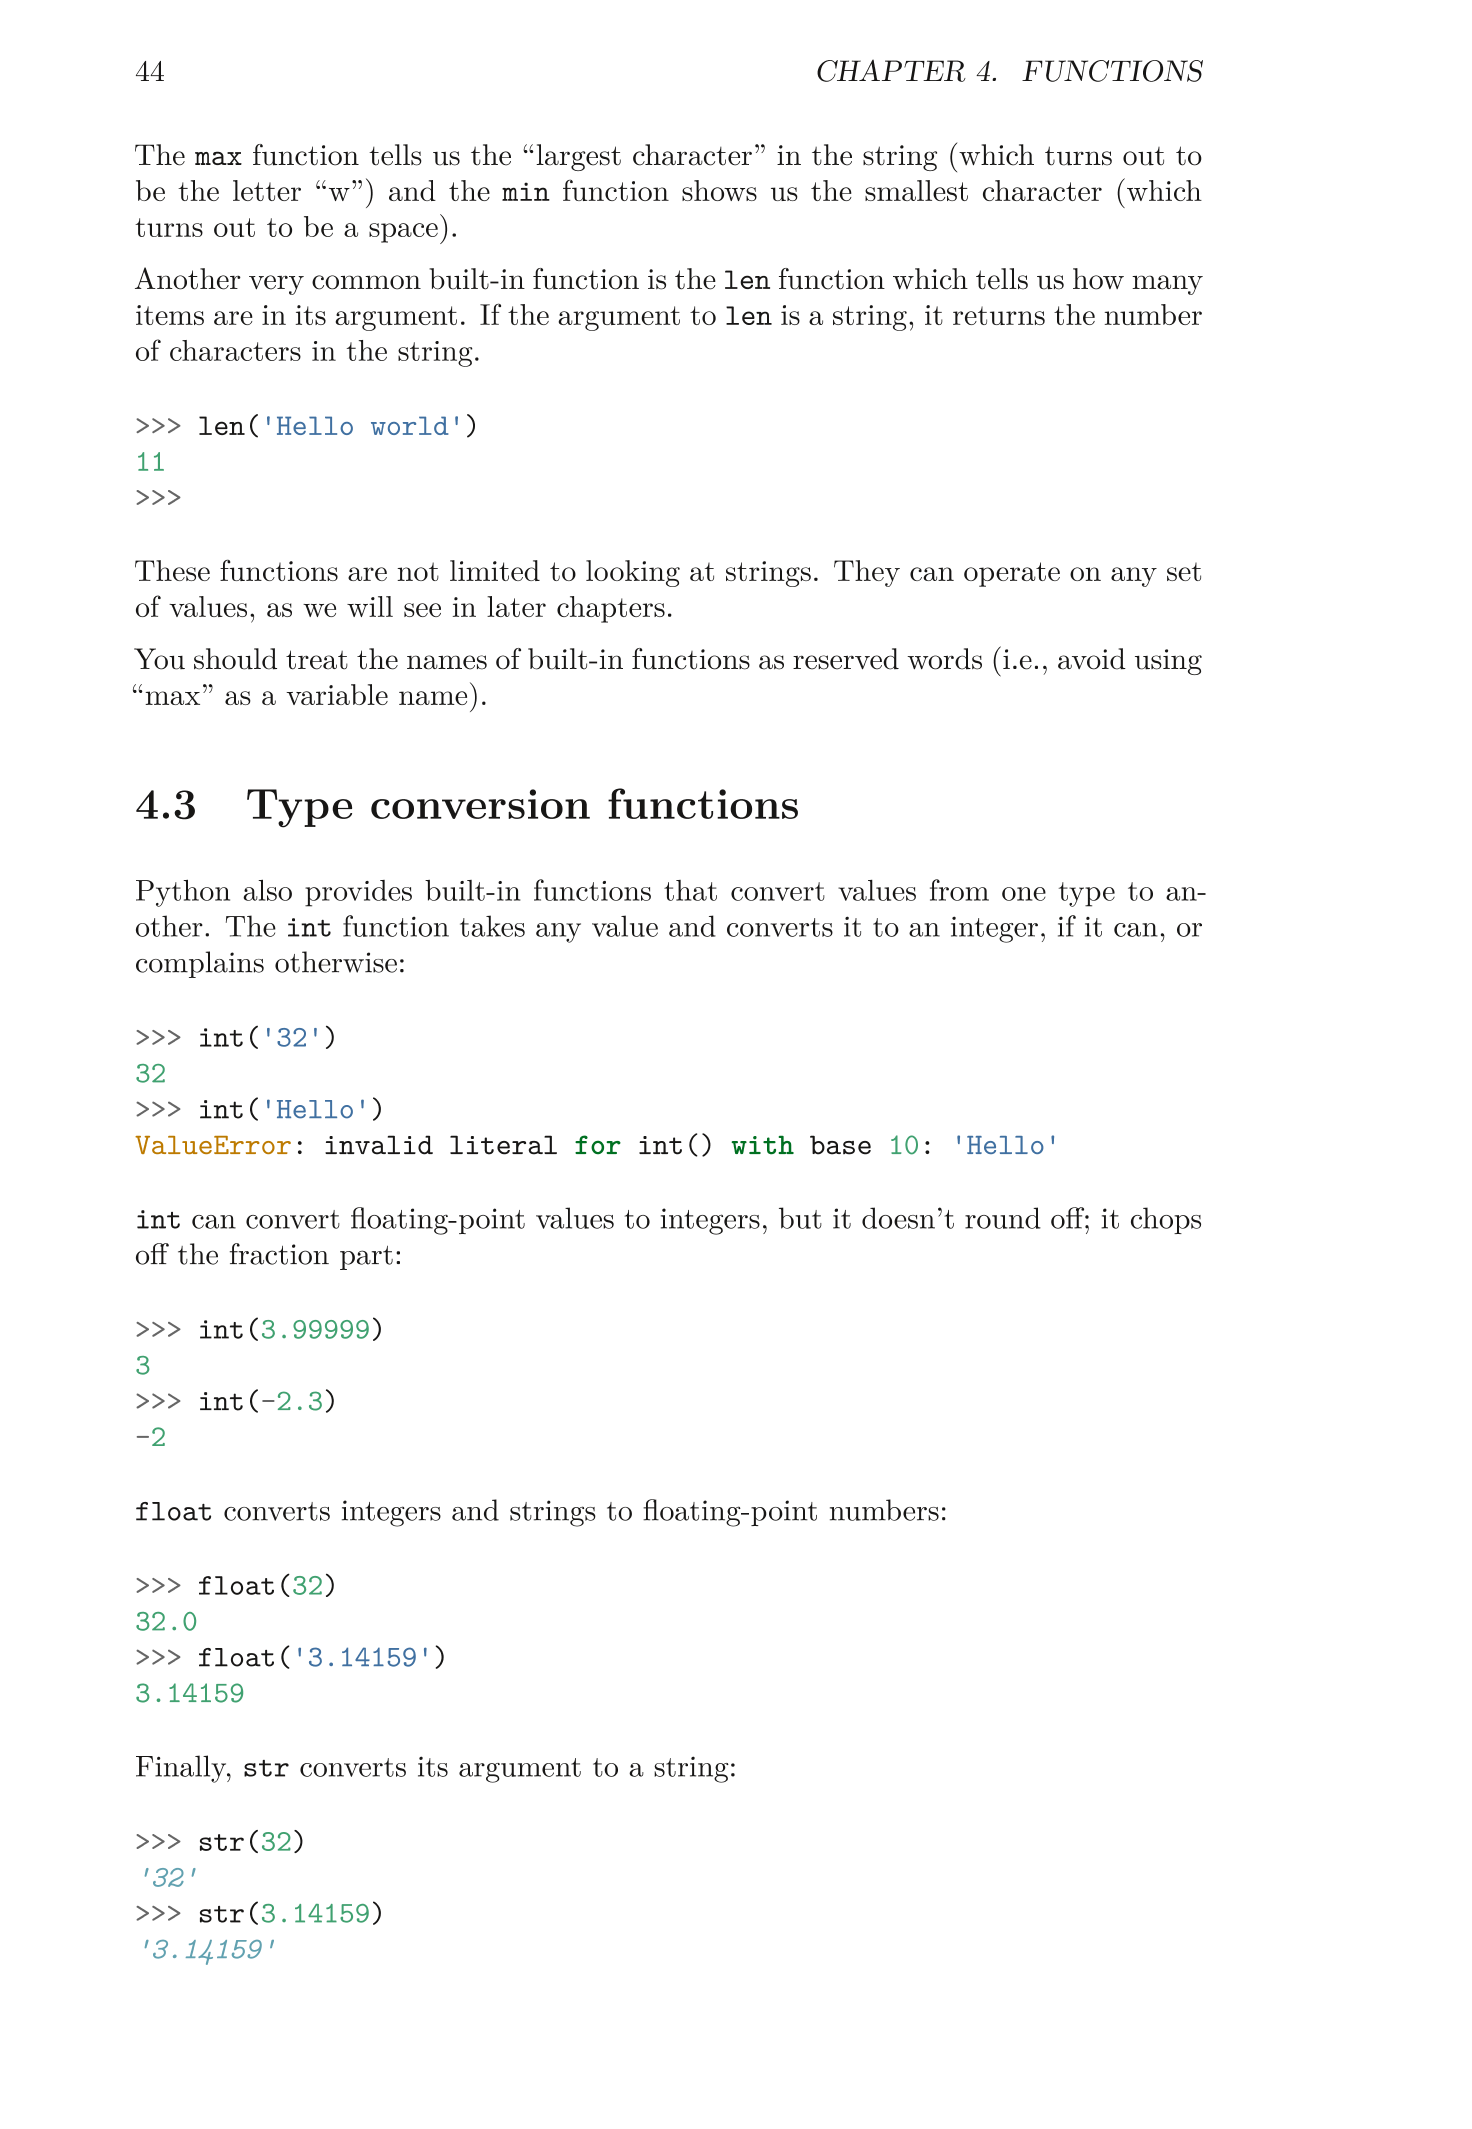 44 CHAPTER 4. FUNCTIONS
The max function tells us the “largest character” in the string (which turns out to
be the letter “w”) and the min function shows us the smallest character (which
turns out to be a space).
Another very common built-in function is the len function which tells us how many
items are in its argument. If the argument to len is a string, it returns the number
of characters in the string.
>>> len('Hello world')
11
>>>
These functions are not limited to looking at strings. They can operate on any set
of values, as we will see in later chapters.
You should treat the names of built-in functions as reserved words (i.e., avoid using
“max” as a variable name).
4.3 Type conversion functions
Python also provides built-in functions that convert values from one type to an-
other. The int function takes any value and converts it to an integer, if it can, or
complains otherwise:
>>> int('32')
32
>>> int('Hello')
ValueError: invalid literal for int() with base 10: 'Hello'
int can convert floating-point values to integers, but it doesn’t round off; it chops
off the fraction part:
>>> int(3.99999)
3
>>> int(-2.3)
-2
float converts integers and strings to floating-point numbers:
>>> float(32)
32.0
>>> float('3.14159')
3.14159
Finally, str converts its argument to a string:
>>> str(32)
'32'
>>> str(3.14159)
'3.14159'